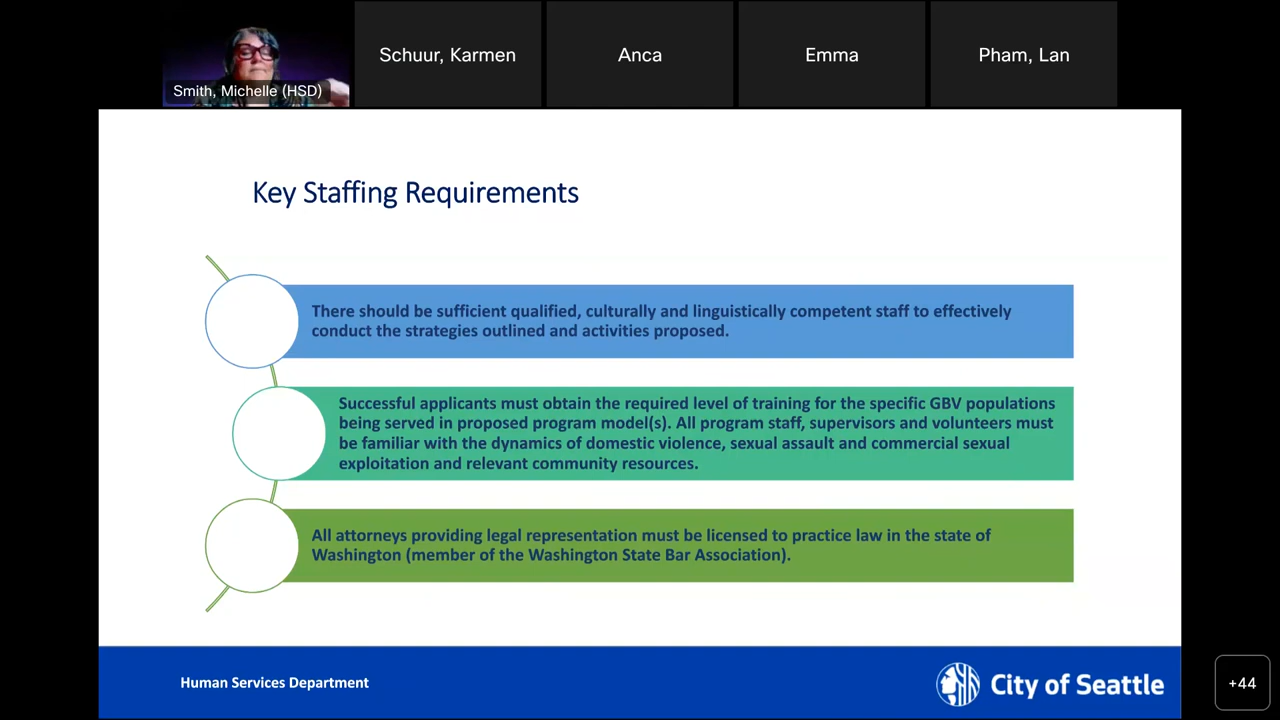 Smith, Michelle (HSD)
Schuur, Karmen
Anca
Emma
Pham, Lan
Key Staffing Requirements
There should be sufficient qualified, culturally and linguistically competent staff to effectively
conduct the strategies outlined and activities proposed.
Successful applicants must obtain the required level of training for the specific GBV populations
being served in proposed program model(s). All program staff, supervisors and volunteers must
be familiar with the dynamics of domestic violence, sexual assault and commercial sexual
exploitation and relevant community resources.
All attorneys providing legal representation must be licensed to practice law in the state of
Washington (member of the Washington State Bar Association).
Human Services Department
City of Seattle
+44